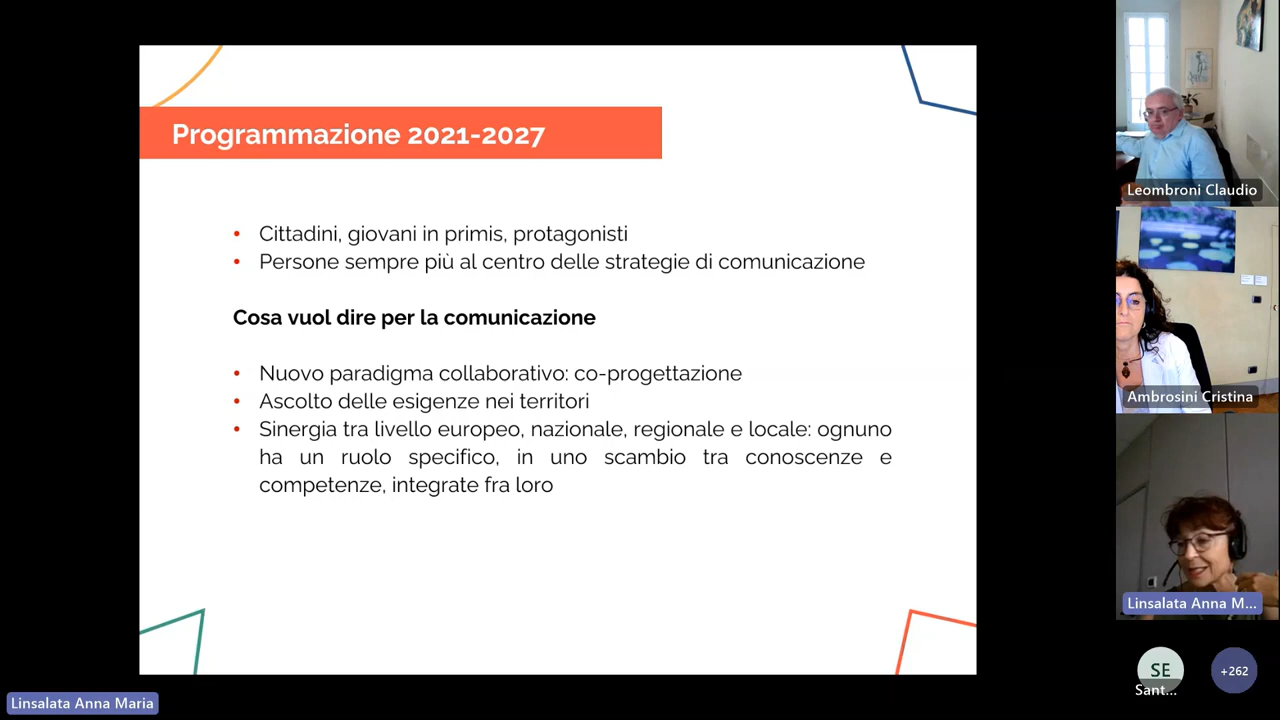 Programmazione 2021-2027
• Cittadini, giovani in primis, protagonisti
• Persone sempre più al centro delle strategie di comunicazione
Cosa vuol dire per la comunicazione
• Nuovo paradigma collaborativo: co-progettazione
• Ascolto delle esigenze nei territori
• Sinergia tra livello europeo, nazionale, regionale e locale: ognuno
ha un ruolo specifico, in uno scambio tra conoscenze e
competenze, integrate fra loro
Leombroni Claudio
Ambrosini Cristina
Linsalata Anna M...
SE
Sant...
+262
Linsalata Anna Maria